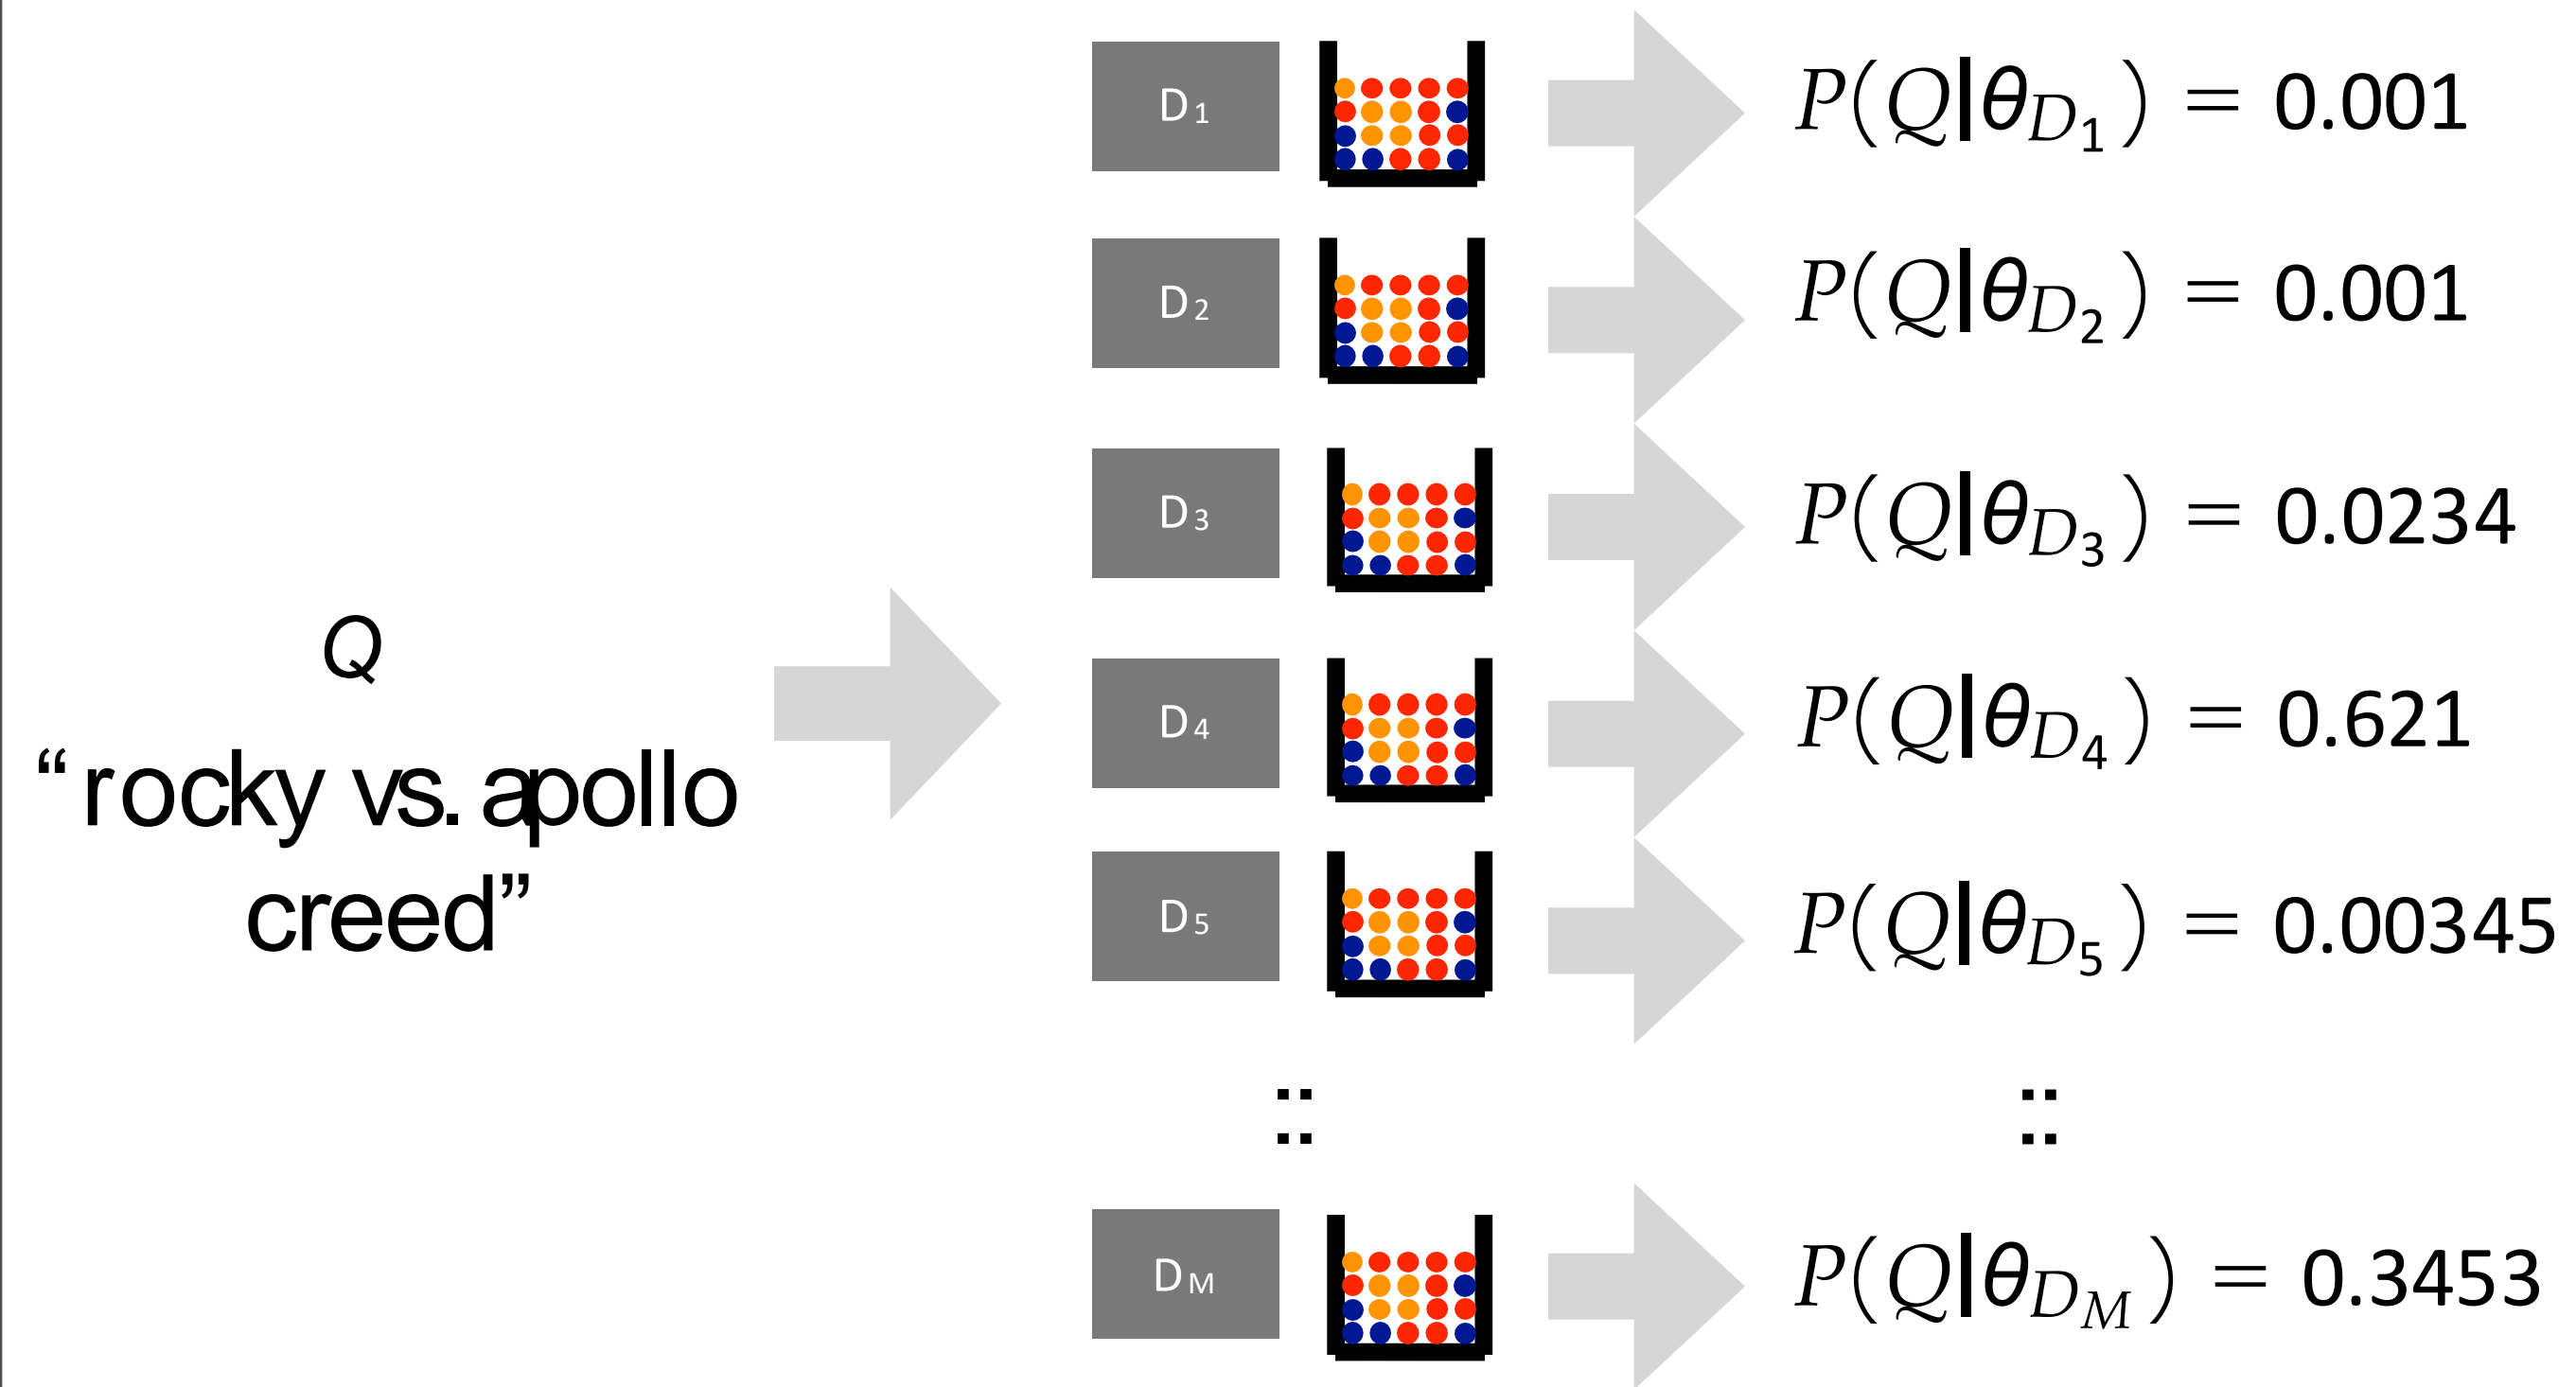 Q
“rocky vs. apollo
creed”
D1
P(Q|θD1) = 0.001
D2
P(Q|θD2) = 0.001
D3
P(Q|θD3) = 0.0234
D4
P(Q|θD4) = 0.621
D5
P(Q|θD5) = 0.00345
:: ::
DM
P(Q|θDM) = 0.3453